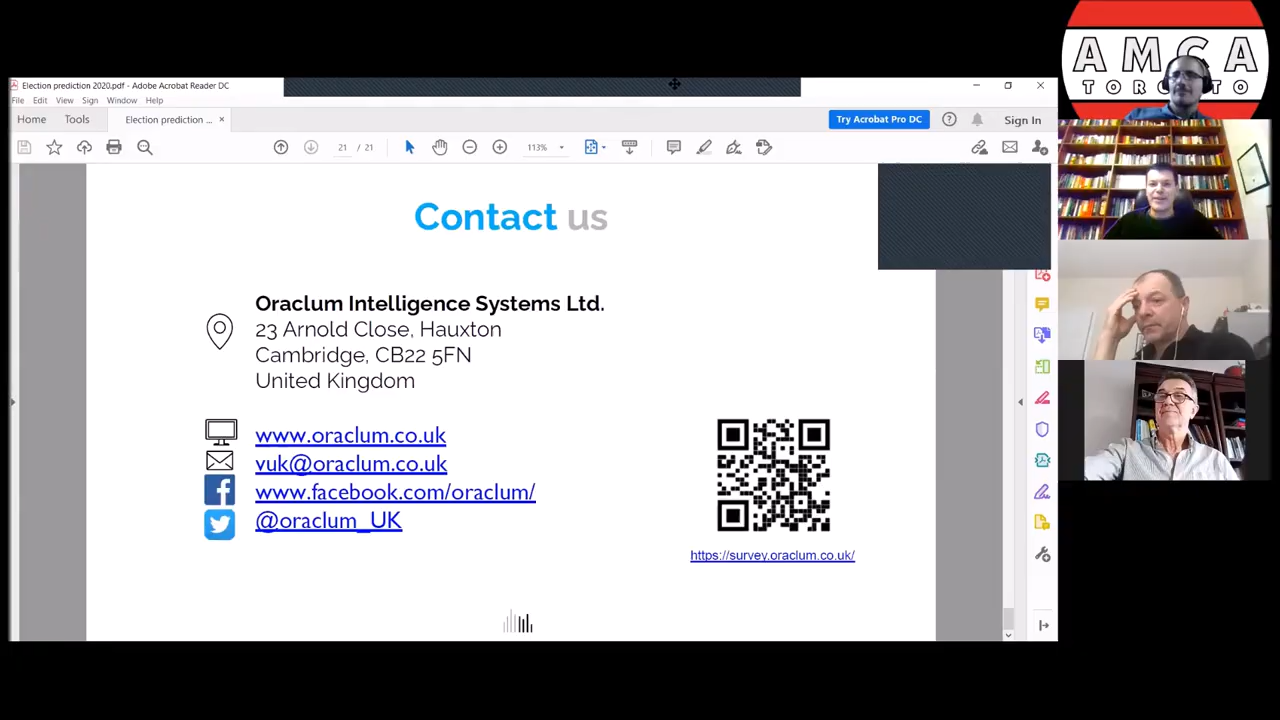 Election prediction 2020.pdf - Adobe Acrobat Reader DC
File Edit View Sign Window Help
Home Tools Election prediction ... × Try Acrobat Pro DC Sign In
21 / 21 113%
Contact us
Oraclum Intelligence Systems Ltd.
23 Arnold Close, Hauxton
Cambridge, CB22 5FN
United Kingdom
www.oraclum.co.uk
vuk@oraclum.co.uk
www.facebook.com/oraclum/
@oraclum_UK
https://survey.oraclum.co.uk/
AMCA
TORONTO